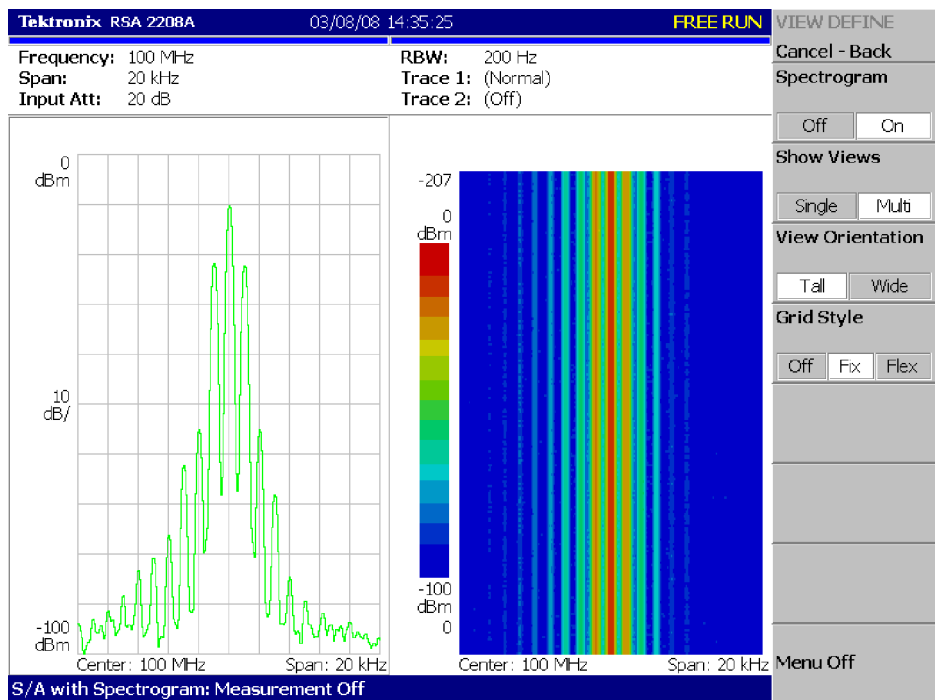 Tektronix RSA 2208A 03/08/08 14:35:25 FREE RUN
Frequency: 100 MHz
Span: 20 kHz
Input Att: 20 dB
RBW: 200 Hz
Trace 1: (Normal)
Trace 2: (Off)
0
dBm
10
dB/
-100
dBm
Center: 100 MHz Span: 20 kHz
-207
0
dBm
-100
dBm
0
Center: 100 MHz Span: 20 kHz
S/A with Spectrogram: Measurement Off
VIEW DEFINE
Cancel - Back
Spectrogram
Off On
Show Views
Single Multi
View Orientation
Tall Wide
Grid Style
Off Fix Flex
Menu Off